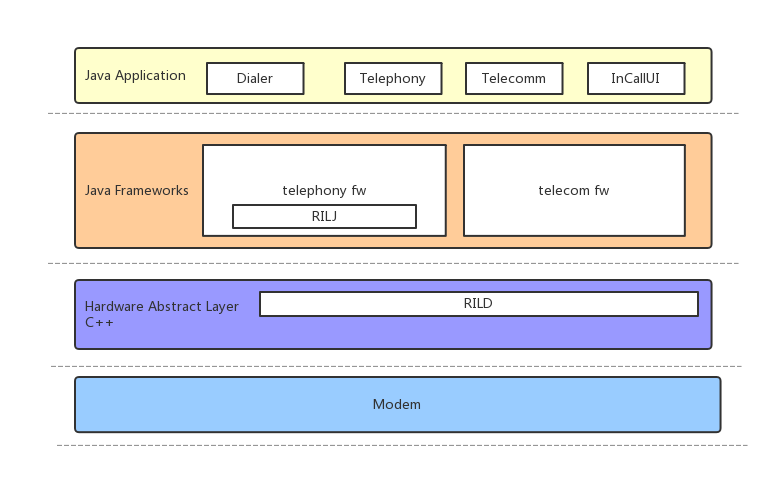 Java Application
Dialer
Telephony
Telecomm
InCallUI
Java Frameworks
telephony fw
RILJ
telecom fw
Hardware Abstract Layer
C++
RILD
Modem